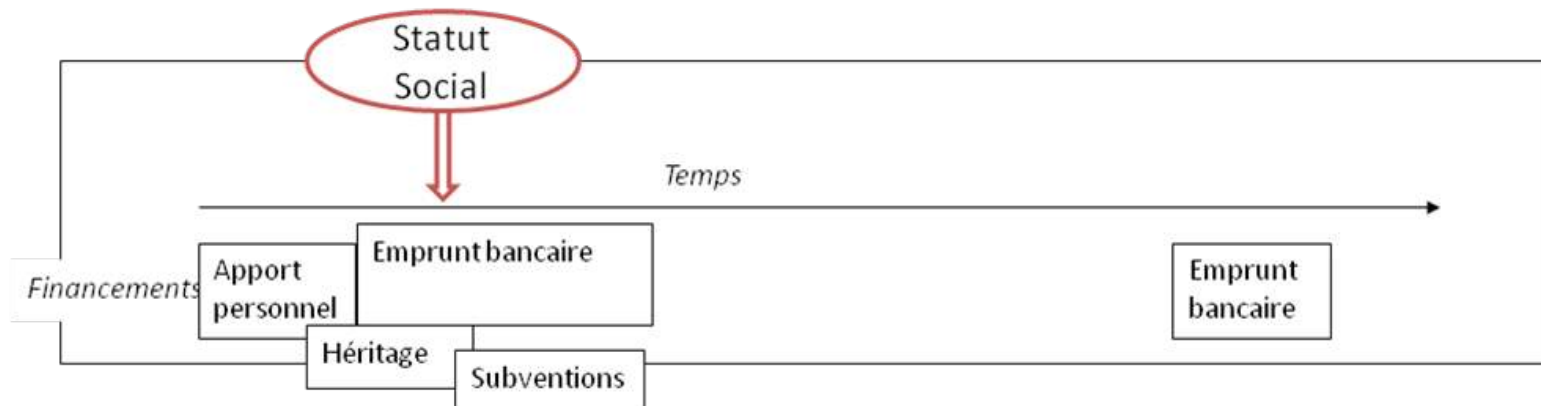 Statut
Social
Temps
Emprunt bancaire
Apport
personnel
Financements
Emprunt
bancaire
Héritage
Subventions